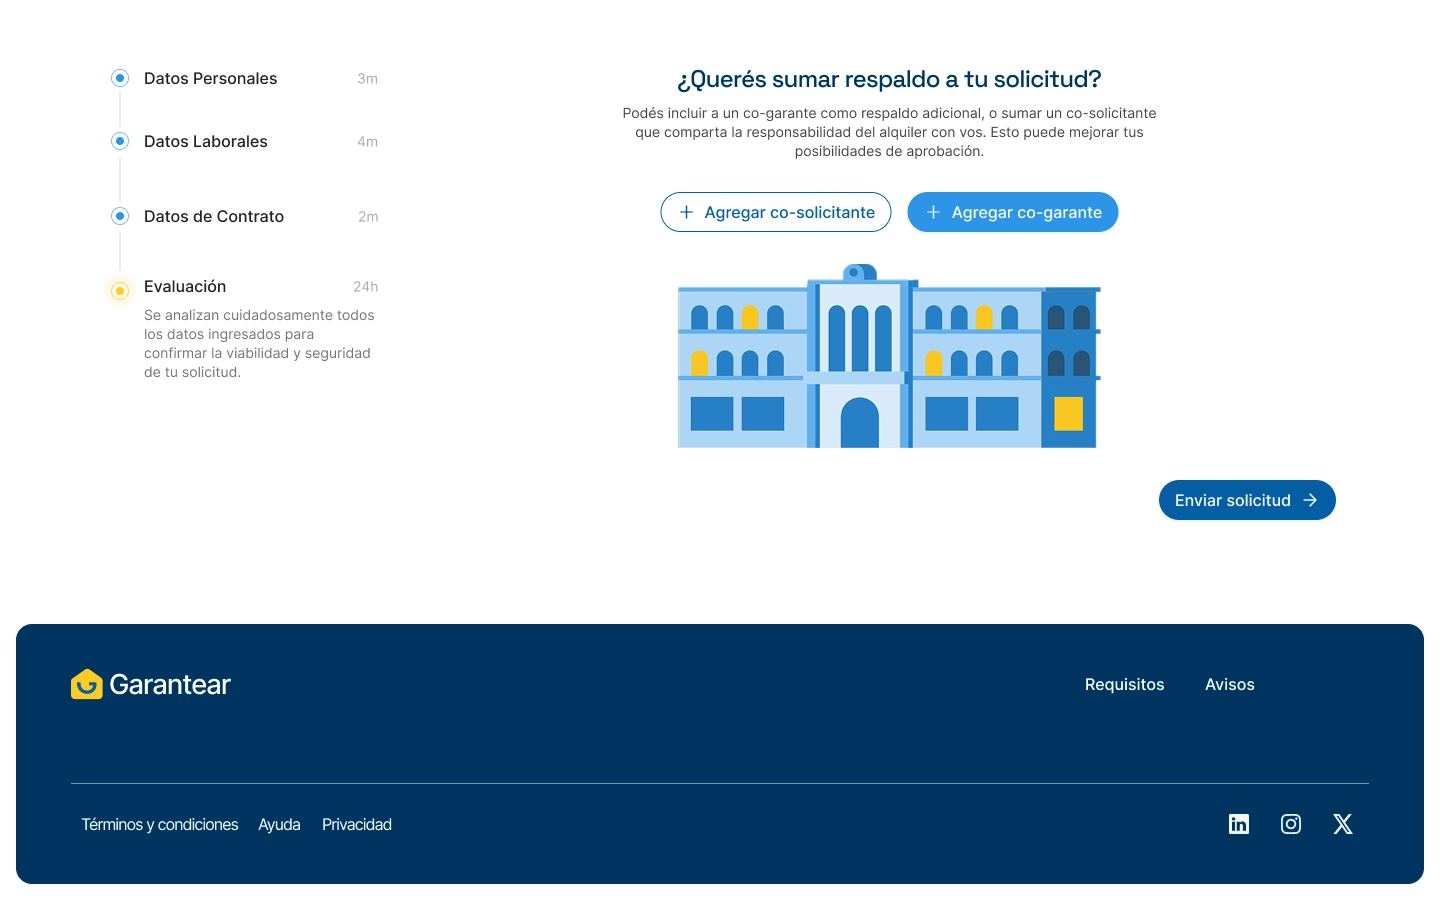 Datos Personales 3m
Datos Laborales 4m
Datos de Contrato 2m
Evaluación 24h
Se analizan cuidadosamente todos
los datos ingresados para
confirmar la viabilidad y seguridad
de tu solicitud.
¿Querés sumar respaldo a tu solicitud?
Podés incluir a un co-garante como respaldo adicional, o sumar un co-solicitante
que comparta la responsabilidad del alquiler con vos. Esto puede mejorar tus
posibilidades de aprobación.
+ Agregar co-solicitante
+ Agregar co-garante
Enviar solicitud →
Garantear
Requisitos
Avisos
Términos y condiciones
Ayuda
Privacidad